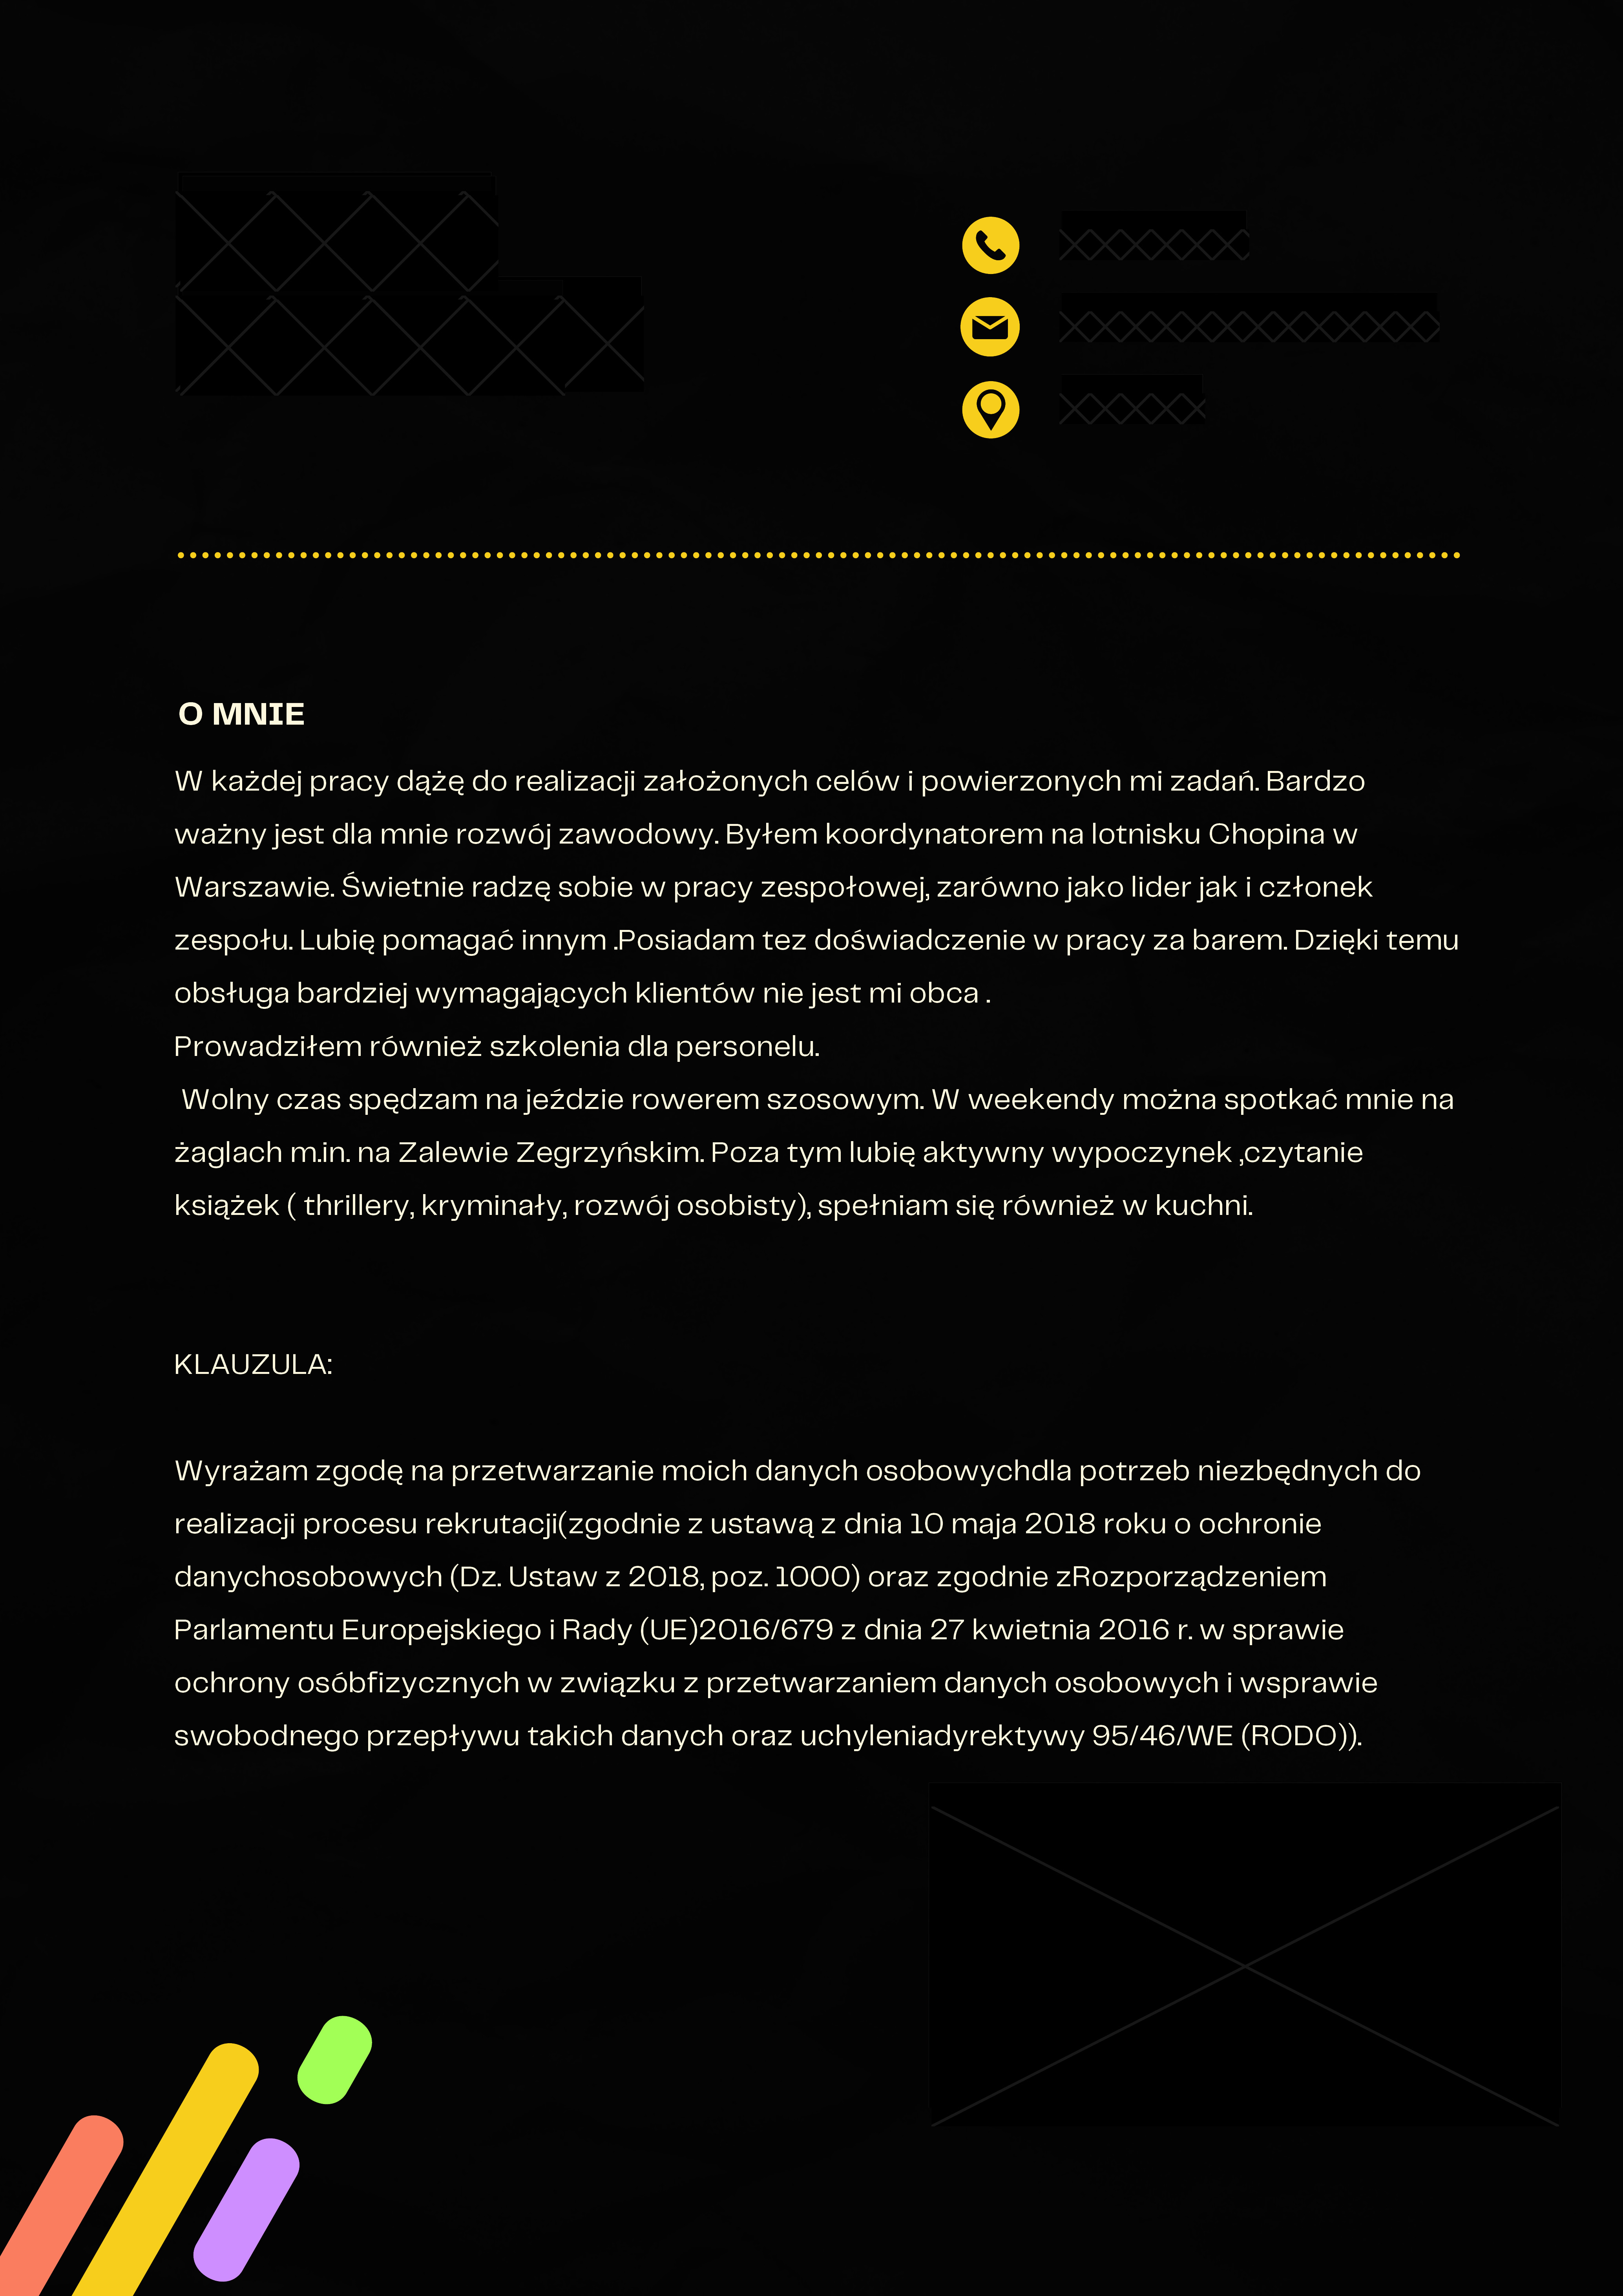 O MNIE
W każdej pracy dążę do realizacji założonych celów i powierzonych mi zadań. Bardzo
ważny jest dla mnie rozwój zawodowy. Byłem koordynatorem na lotnisku Chopina w
Warszawie. Świetnie radzę sobie w pracy zespołowej, zarówno jako lider jak i członek
zespołu. Lubię pomagać innym .Posiadam tez doświadczenie w pracy za barem. Dzięki temu
obsługa bardziej wymagających klientów nie jest mi obca .
Prowadziłem również szkolenia dla personelu.
Wolny czas spędzam na jeździe rowerem szosowym. W weekendy można spotkać mnie na
żaglach m.in. na Zalewie Zegrzyńskim. Poza tym lubię aktywny wypoczynek ,czytanie
książek ( thrillery, kryminały, rozwój osobisty), spełniam się również w kuchni.
KLAUZULA:
Wyrażam zgodę na przetwarzanie moich danych osobowychdla potrzeb niezbędnych do
realizacji procesu rekrutacji(zgodnie z ustawą z dnia 10 maja 2018 roku o ochronie
danychosobowych (Dz. Ustaw z 2018, poz. 1000) oraz zgodnie zRozporządzeniem
Parlamentu Europejskiego i Rady (UE)2016/679 z dnia 27 kwietnia 2016 r. w sprawie
ochrony osóbfizycznych w związku z przetwarzaniem danych osobowych i wsprawie
swobodnego przepływu takich danych oraz uchyleniadyrektywy 95/46/WE (RODO)).